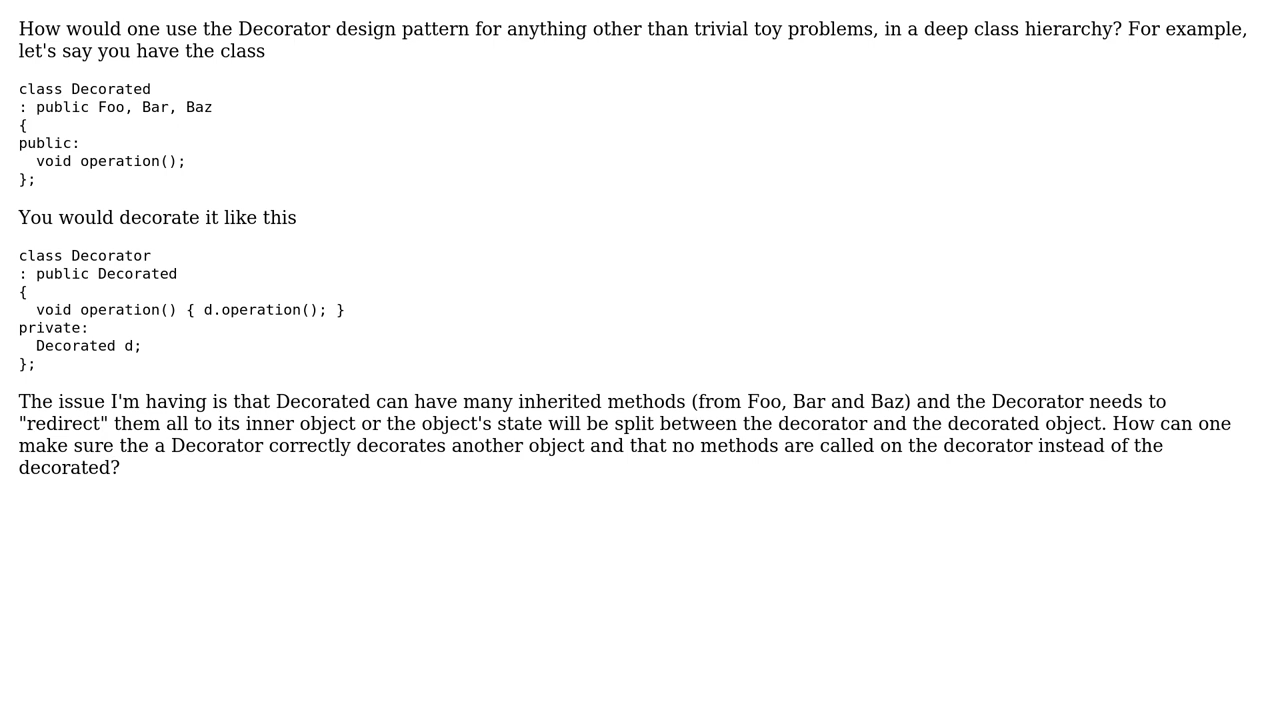 How would one use the Decorator design pattern for anything other than trivial toy problems, in a deep class hierarchy? For example,
let's say you have the class
class Decorated
: public Foo, Bar, Baz
{
public:
  void operation();
};
You would decorate it like this
class Decorator
: public Decorated
{
  void operation() { d.operation(); }
private:
  Decorated d;
};
The issue I'm having is that Decorated can have many inherited methods (from Foo, Bar and Baz) and the Decorator needs to
"redirect" them all to its inner object or the object's state will be split between the decorator and the decorated object. How can one
make sure the a Decorator correctly decorates another object and that no methods are called on the decorator instead of the
decorated?